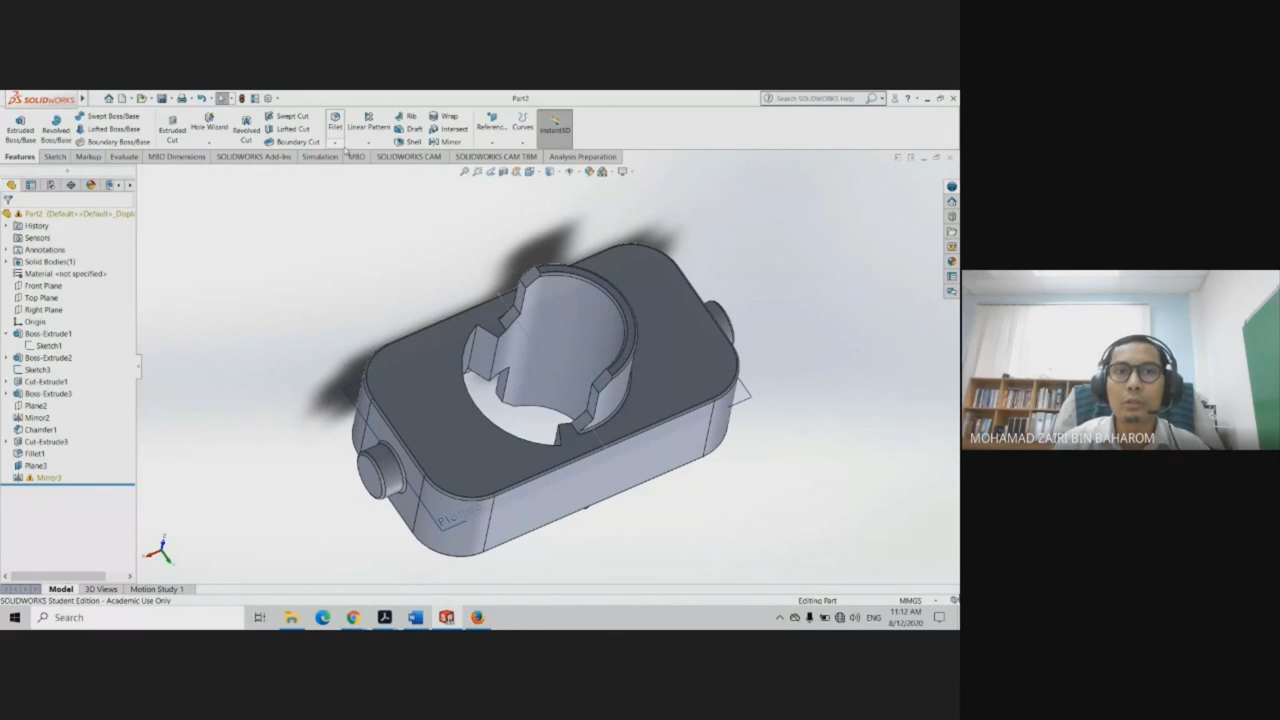 SOLIDWORKS
Part2
Search SOLIDWORKS Help
Extruded Boss/Base
Revolved Boss/Base
Swept Boss/Base
Lofted Boss/Base
Boundary Boss/Base
Extruded Cut
Hole Wizard
Revolved Cut
Swept Cut
Lofted Cut
Boundary Cut
Fillet
Linear Pattern
Rib
Draft
Shell
Wrap
Intersect
Mirror
Referenc...
Curves
Instant3D
Features
Sketch
Markup
Evaluate
MBD Dimensions
SOLIDWORKS Add-Ins
Simulation
MBD
SOLIDWORKS CAM
SOLIDWORKS CAM TBM
Analysis Preparation
Part2 (Default<<Default>_Displ
History
Sensors
Annotations
Solid Bodies(1)
Material <not specified>
Front Plane
Top Plane
Right Plane
Origin
Boss-Extrude1
Sketch1
Boss-Extrude2
Sketch3
Cut-Extrude1
Boss-Extrude3
Plane2
Mirror2
Chamfer1
Cut-Extrude3
Fillet1
Plane3
Mirror3
MOHAMAD ZAIRI BIN BAHAROM
Model
3D Views
Motion Study 1
SOLIDWORKS Student Edition - Academic Use Only
Editing Part
MMGS
Search
ENG
11:12 AM
8/12/2020